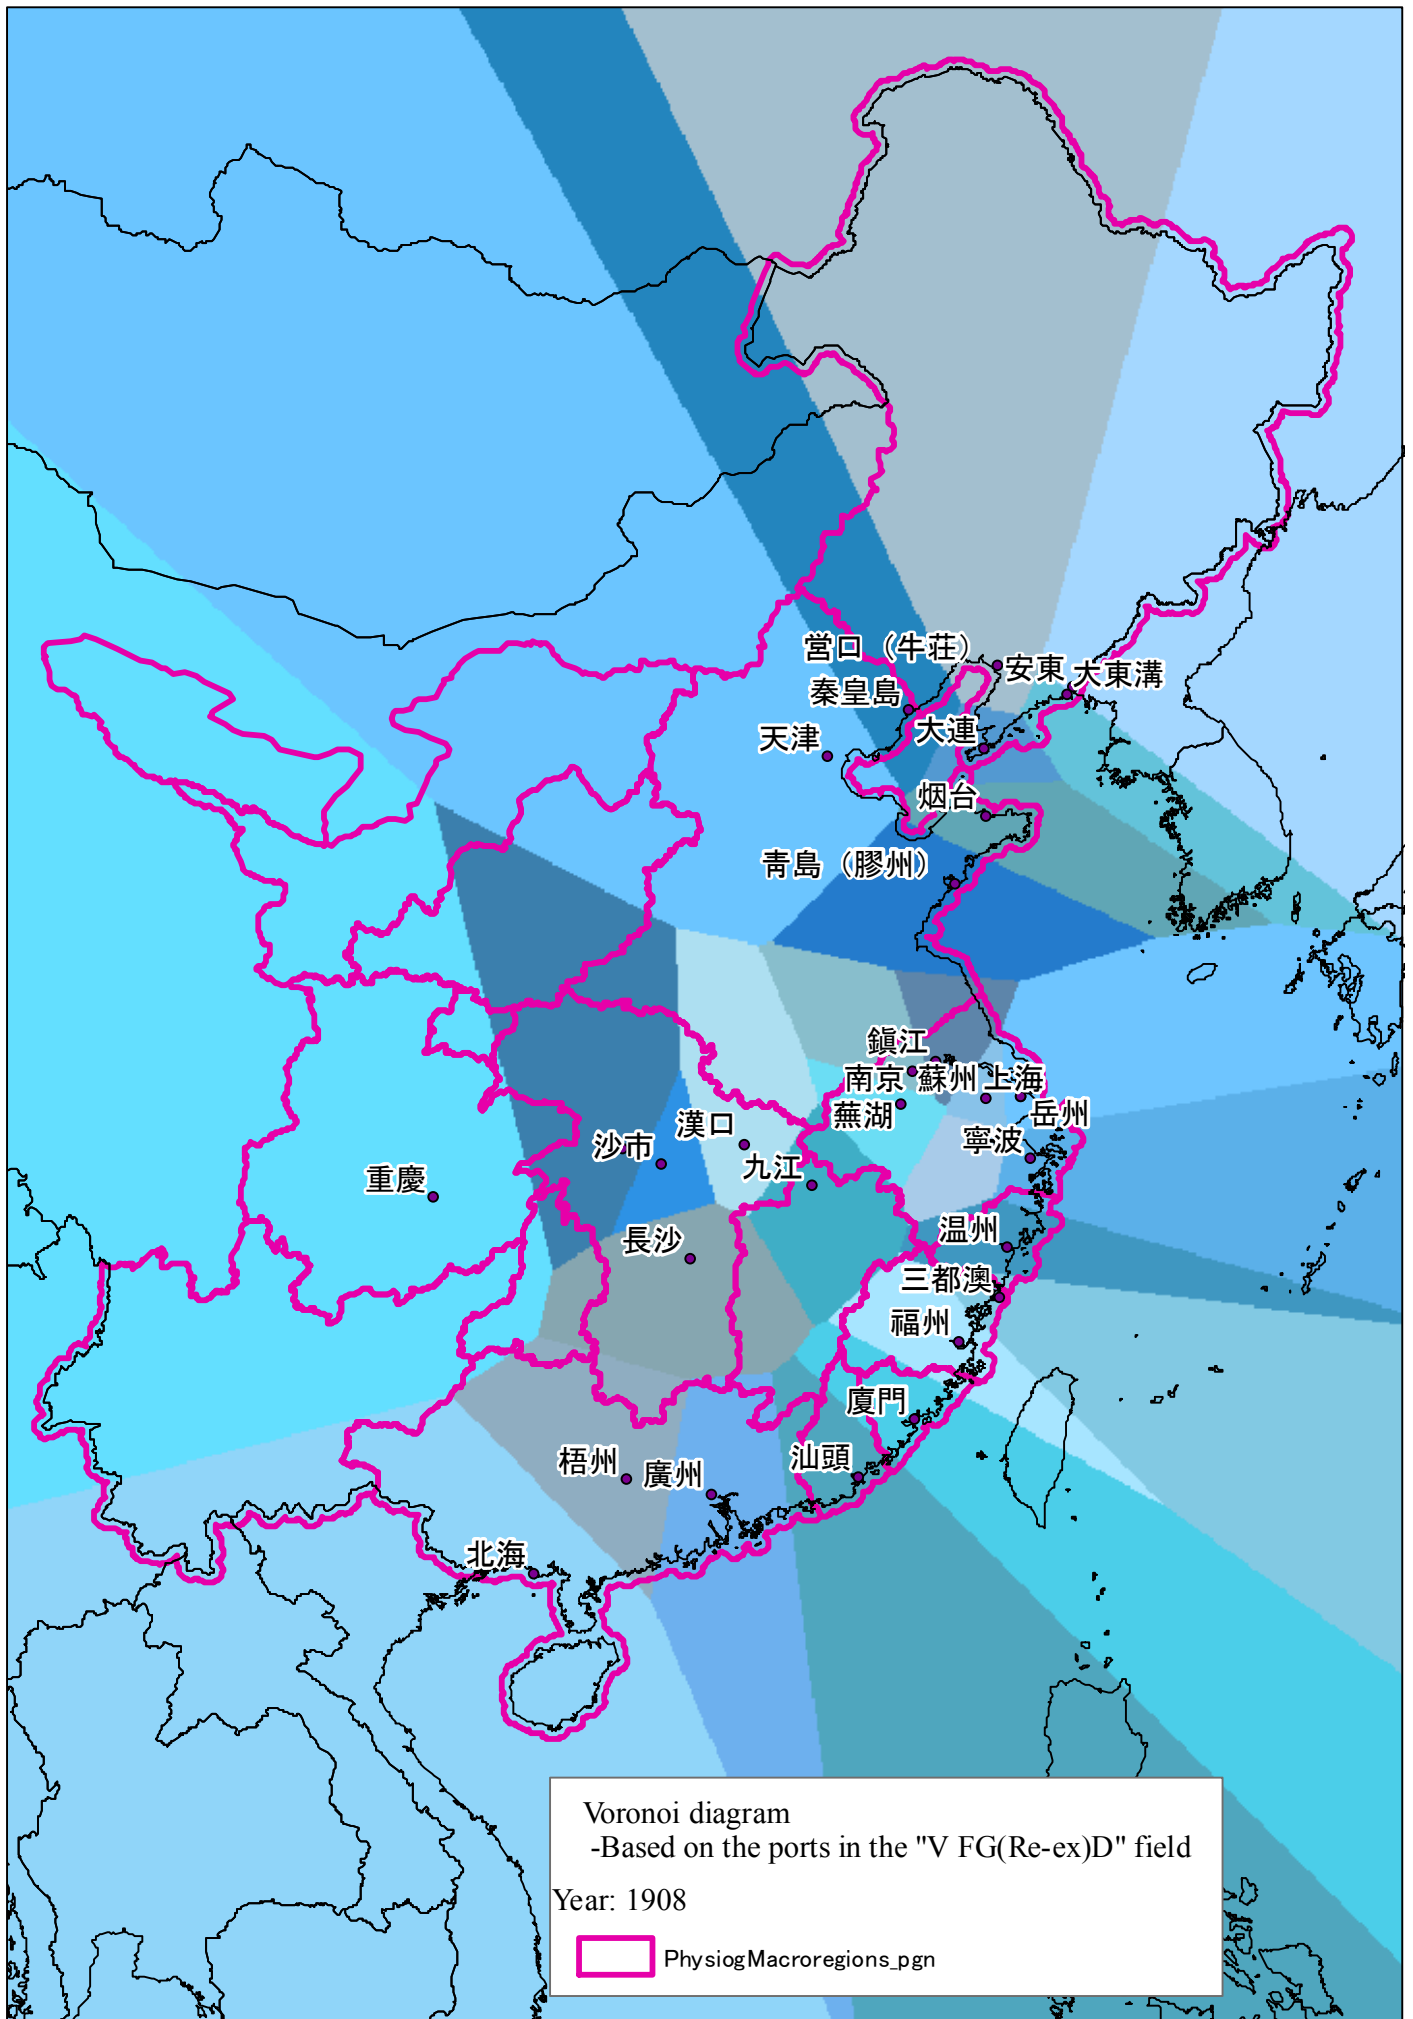 営口（牛荘）
安東
大東溝
秦皇島
大連
天津
烟台
青島（膠州）
鎭江
南京
蘇州
上海
蕪湖
岳州
漢口
沙市
寧波
九江
重慶
長沙
温州
三都澳
福州
廈門
汕頭
梧州
廣州
北海
Voronoi diagram
-Based on the ports in the "V FG(Re-ex)D" field
Year: 1908
PhysiogMacroregions_pgn